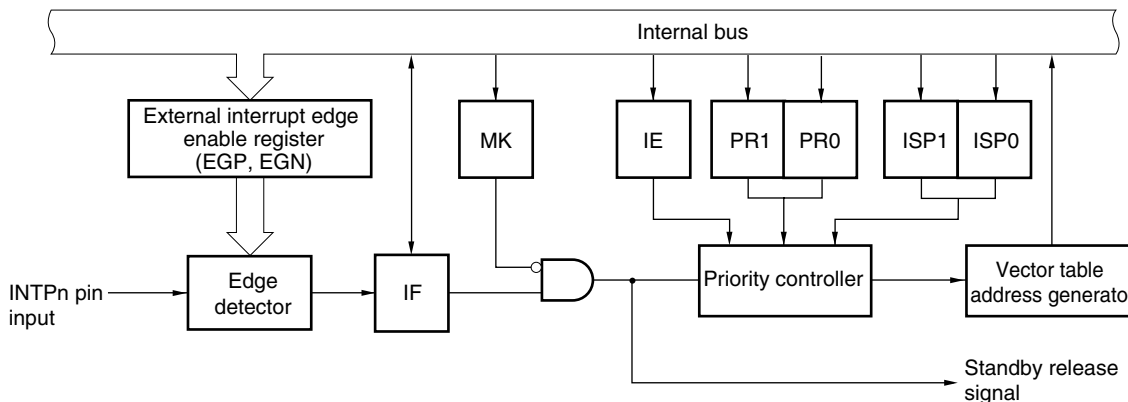 Internal bus
External interrupt edge
enable register
(EGP, EGN)
MK
IE
PR1
PR0
ISP1
ISP0
INTPn pin
input
Edge
detector
IF
Priority controller
Vector table
address generato
Standby release
signal